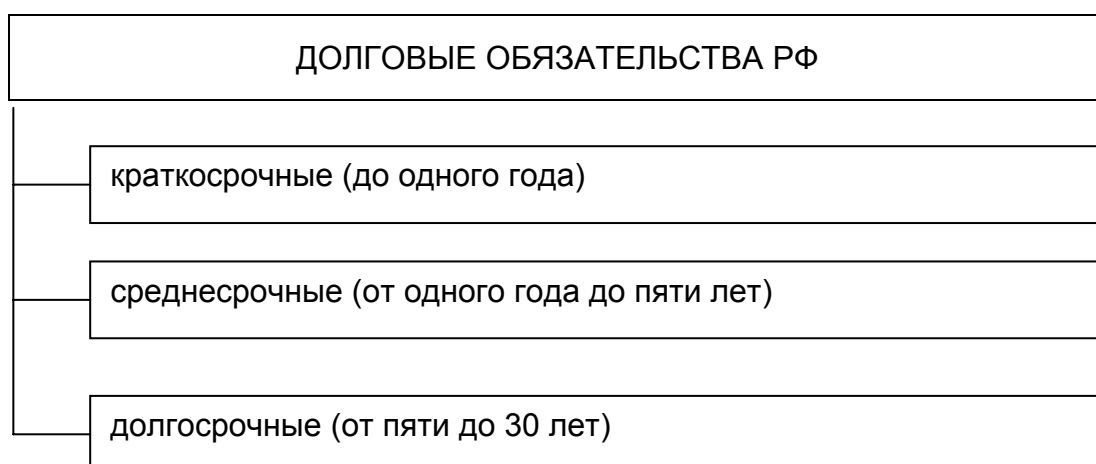 ДОЛГОВЫЕ ОБЯЗАТЕЛЬСТВА РФ
краткосрочные (до одного года)
среднесрочные (от одного года до пяти лет)
долгосрочные (от пяти до 30 лет)